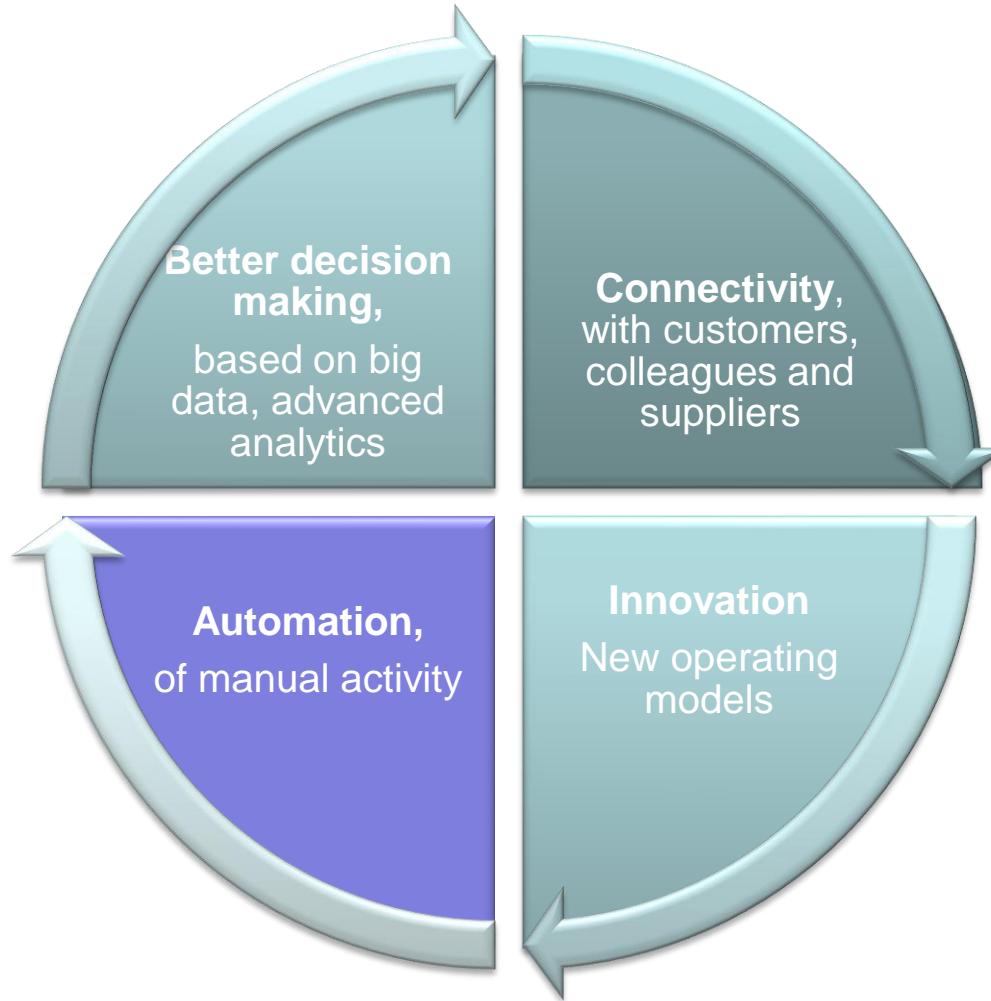 Better decision
making,
based on big
data, advanced
analytics
Connectivity,
with customers,
colleagues and
suppliers
Automation,
of manual activity
Innovation
New operating
models